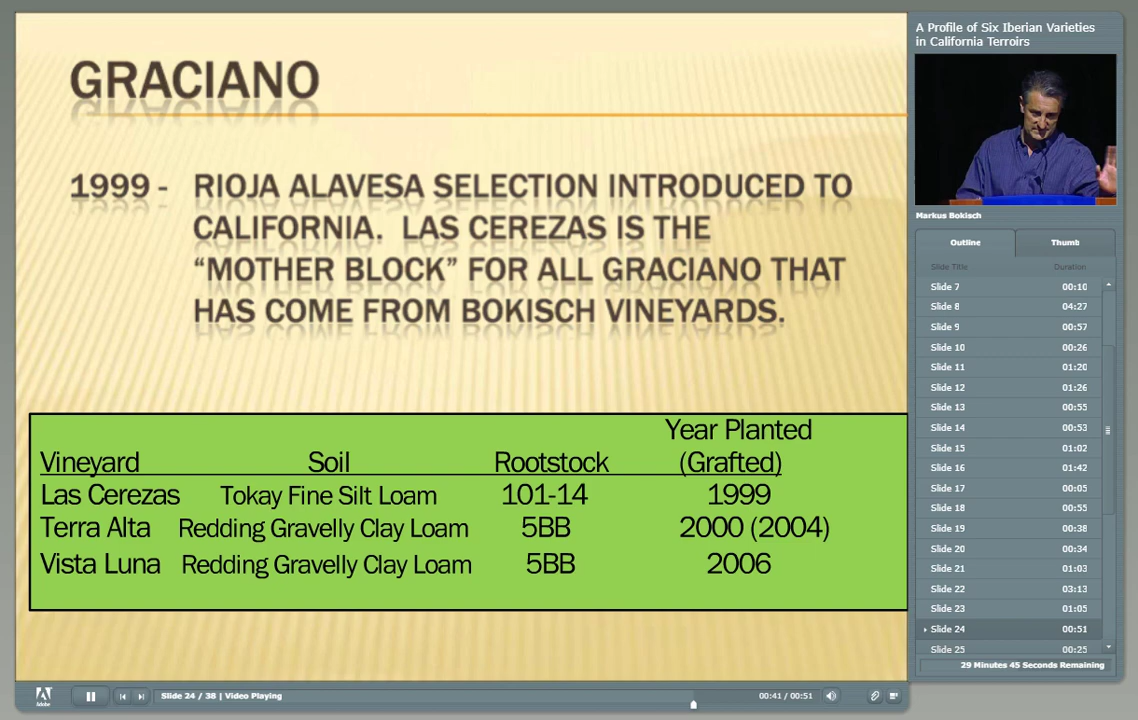 GRACIANO
1999 - RIOJA ALAVESA SELECTION INTRODUCED TO
CALIFORNIA. LAS CEREZAS IS THE
“MOTHER BLOCK” FOR ALL GRACIANO THAT
HAS COME FROM BOKISCH VINEYARDS.
Year Planted
Vineyard Soil Rootstock (Grafted)
Las Cerezas Tokay Fine Silt Loam 101-14 1999
Terra Alta Redding Gravelly Clay Loam 5BB 2000 (2004)
Vista Luna Redding Gravelly Clay Loam 5BB 2006
A Profile of Six Iberian Varieties
in California Terroirs
Markus Bokisch
Outline Thumb
Slide Title Duration
Slide 7 00:10
Slide 8 04:27
Slide 9 00:57
Slide 10 00:26
Slide 11 01:20
Slide 12 01:26
Slide 13 00:55
Slide 14 00:53
Slide 15 01:02
Slide 16 01:42
Slide 17 00:05
Slide 18 00:55
Slide 19 00:38
Slide 20 00:34
Slide 21 01:03
Slide 22 03:13
Slide 23 01:05
Slide 24 00:51
Slide 25 00:25
29 Minutes 45 Seconds Remaining
Adobe
Slide 24 / 38 | Video Playing
00:41 / 00:51